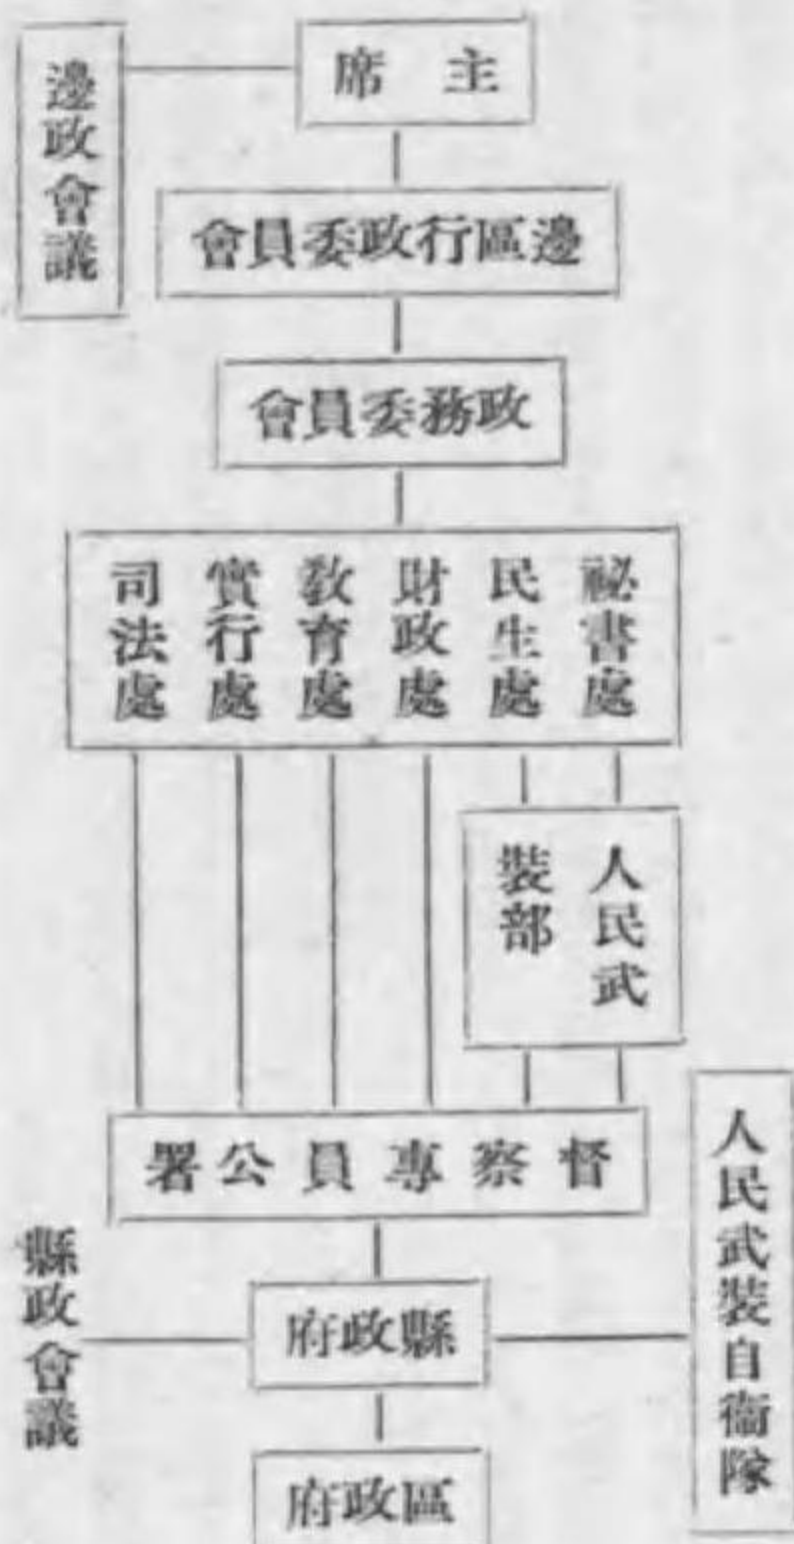 主席
邊政會議
邊區行政委員會
政務委員會
祕書處
民生處
財政處
教育處
實行處
司法處
人民武
裝部
督察專員公署
人民武裝自衞隊
縣政府
縣政會議
區政府